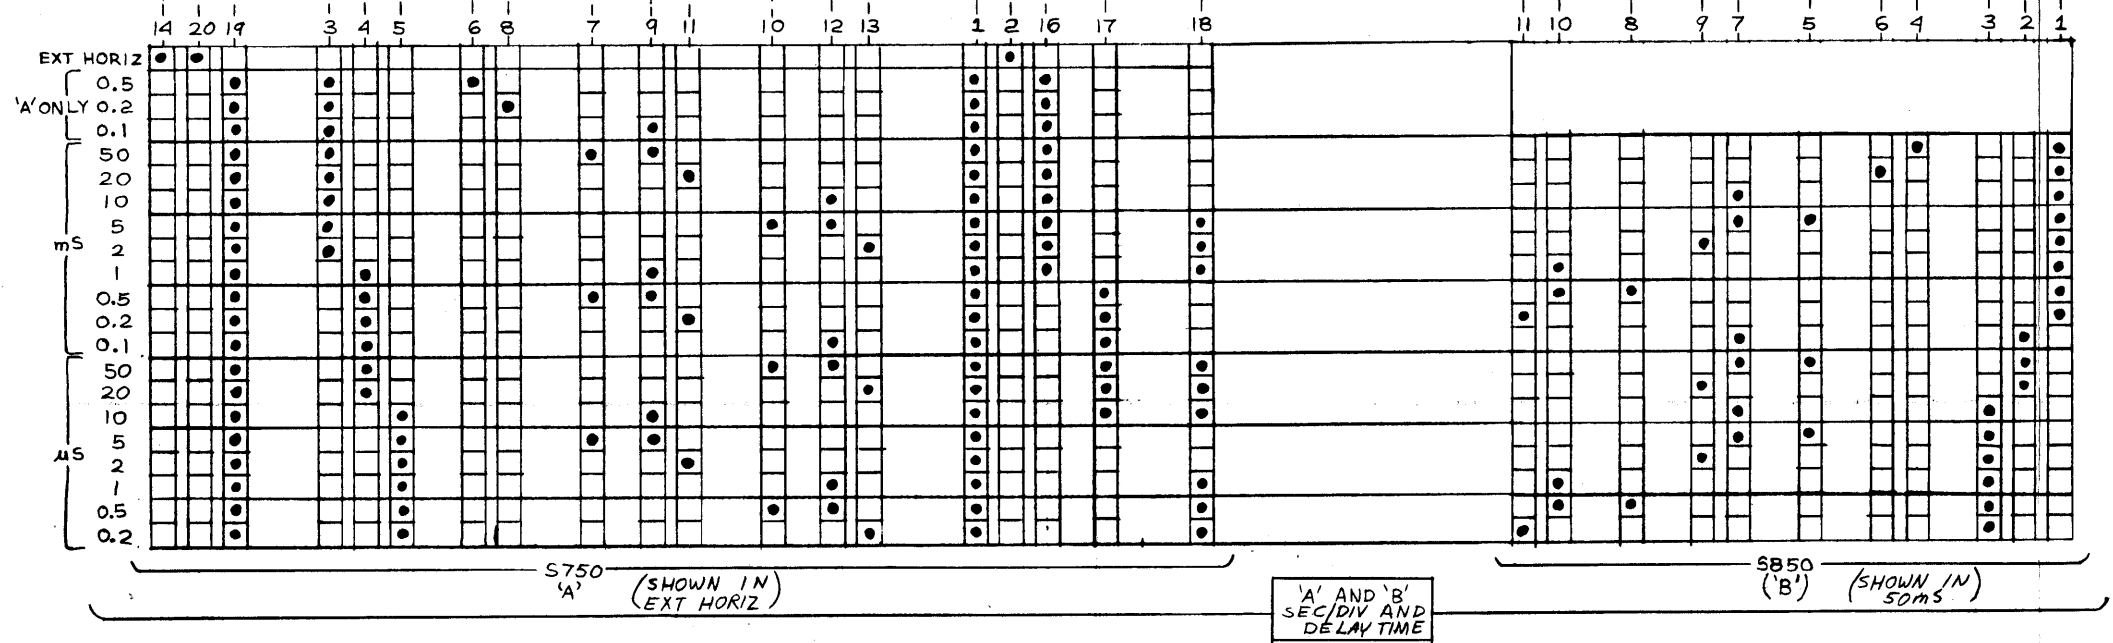 14 20 19 3 4 5 6 8 7 9 11 10 12 13 1 2 16 17 18 11 10 8 9 7 5 6 4 3 2 1
EXT HORIZ
0.5
'A' ONLY 0.2
0.1
50
20
10
5
mS 2
1
0.5
0.2
0.1
50
20
10
5
µS 2
1
0.5
0.2
S750
'A'
(SHOWN IN
EXT HORIZ)
S850
('B')
(SHOWN IN
50mS)
'A' AND 'B'
SEC/DIV AND
DELAY TIME